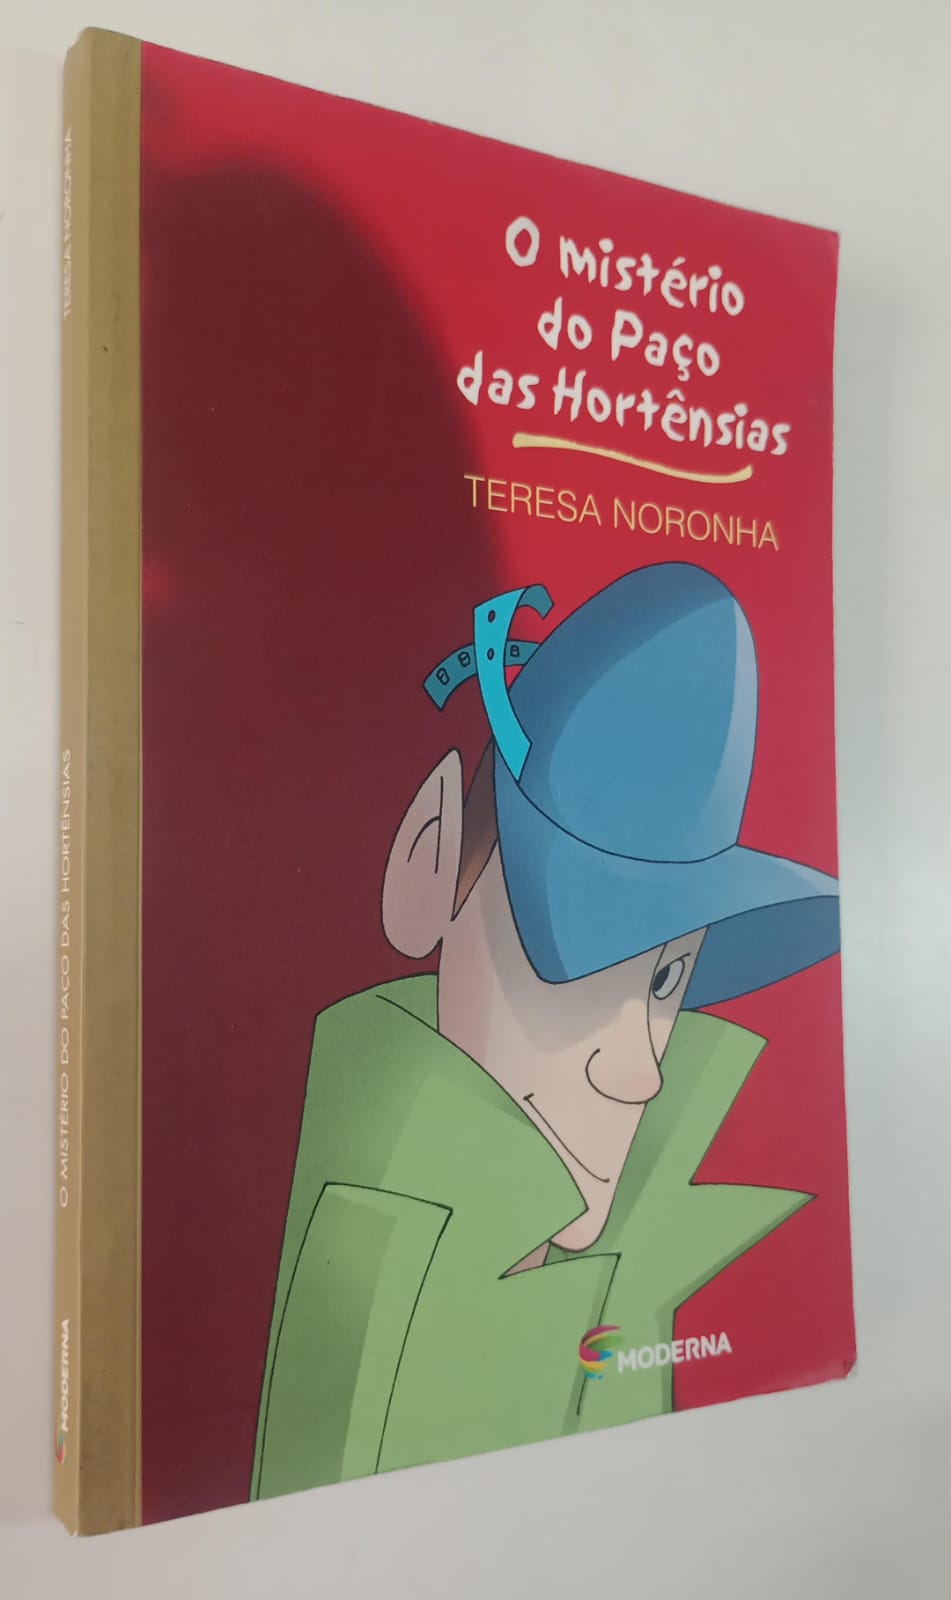 O mistério
do Paço
das Hortênsias
TERESA NORONHA
MODERNA
TERESA NORONHA
O MISTÉRIO DO PAÇO DAS HORTÊNSIAS
MODERNA